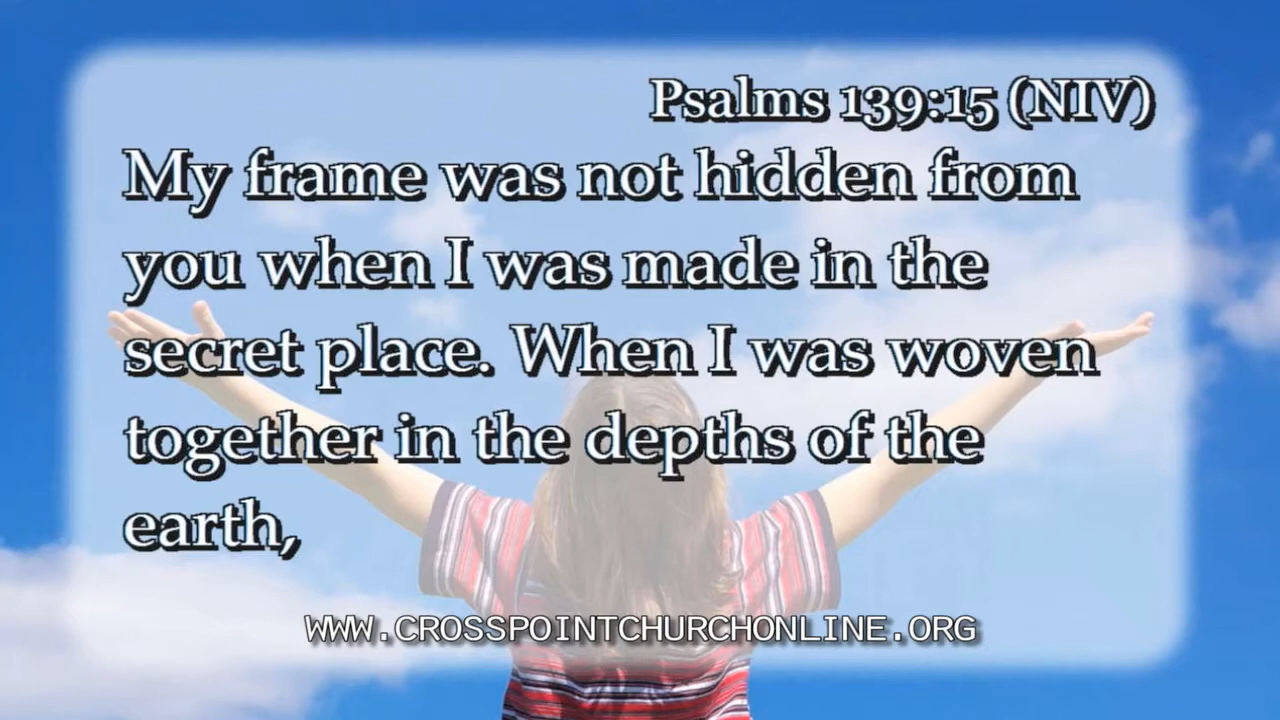 Psalms 139:15 (NIV)
My frame was not hidden from
you when I was made in the
secret place. When I was woven
together in the depths of the
earth,
WWW.CROSSPOINTCHURCHONLINE.ORG